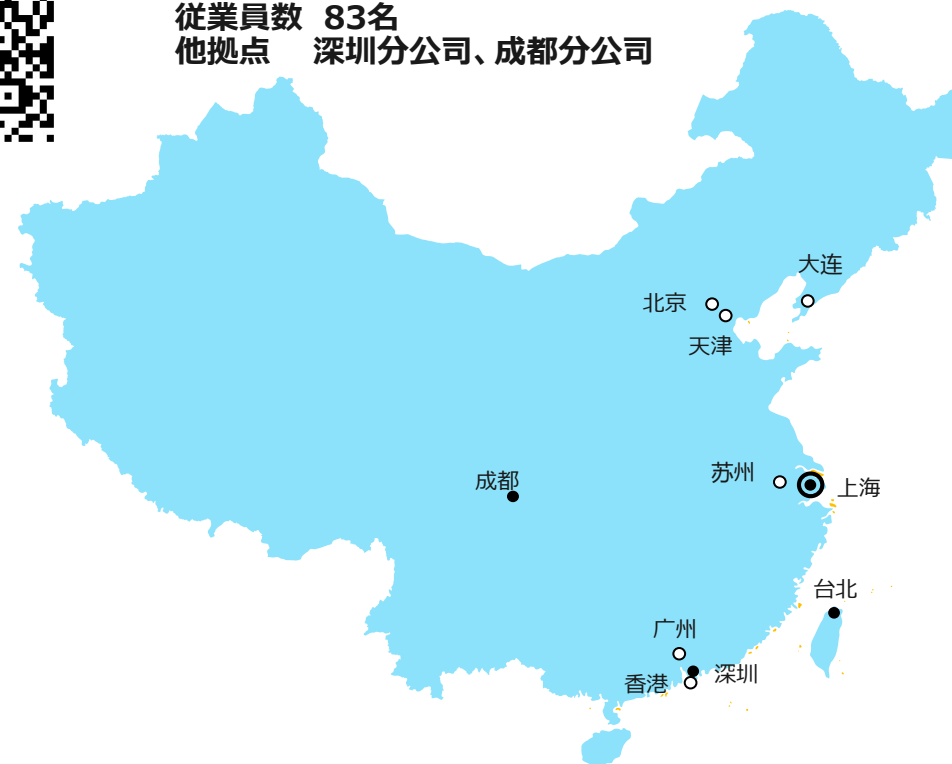 従業員数 83名
他拠点 深圳分公司、成都分公司
大连
北京
天津
苏州
成都
上海
台北
广州
深圳
香港